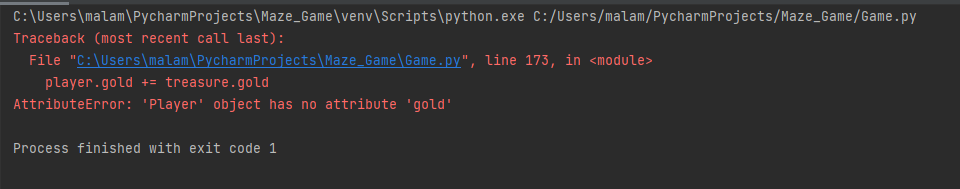 C:\Users\malam\PycharmProjects\Maze_Game\venv\Scripts\python.exe C:/Users/malam/PycharmProjects/Maze_Game/Game.py
Traceback (most recent call last):
  File "C:\Users\malam\PycharmProjects\Maze_Game\Game.py", line 173, in <module>
    player.gold += treasure.gold
AttributeError: 'Player' object has no attribute 'gold'

Process finished with exit code 1